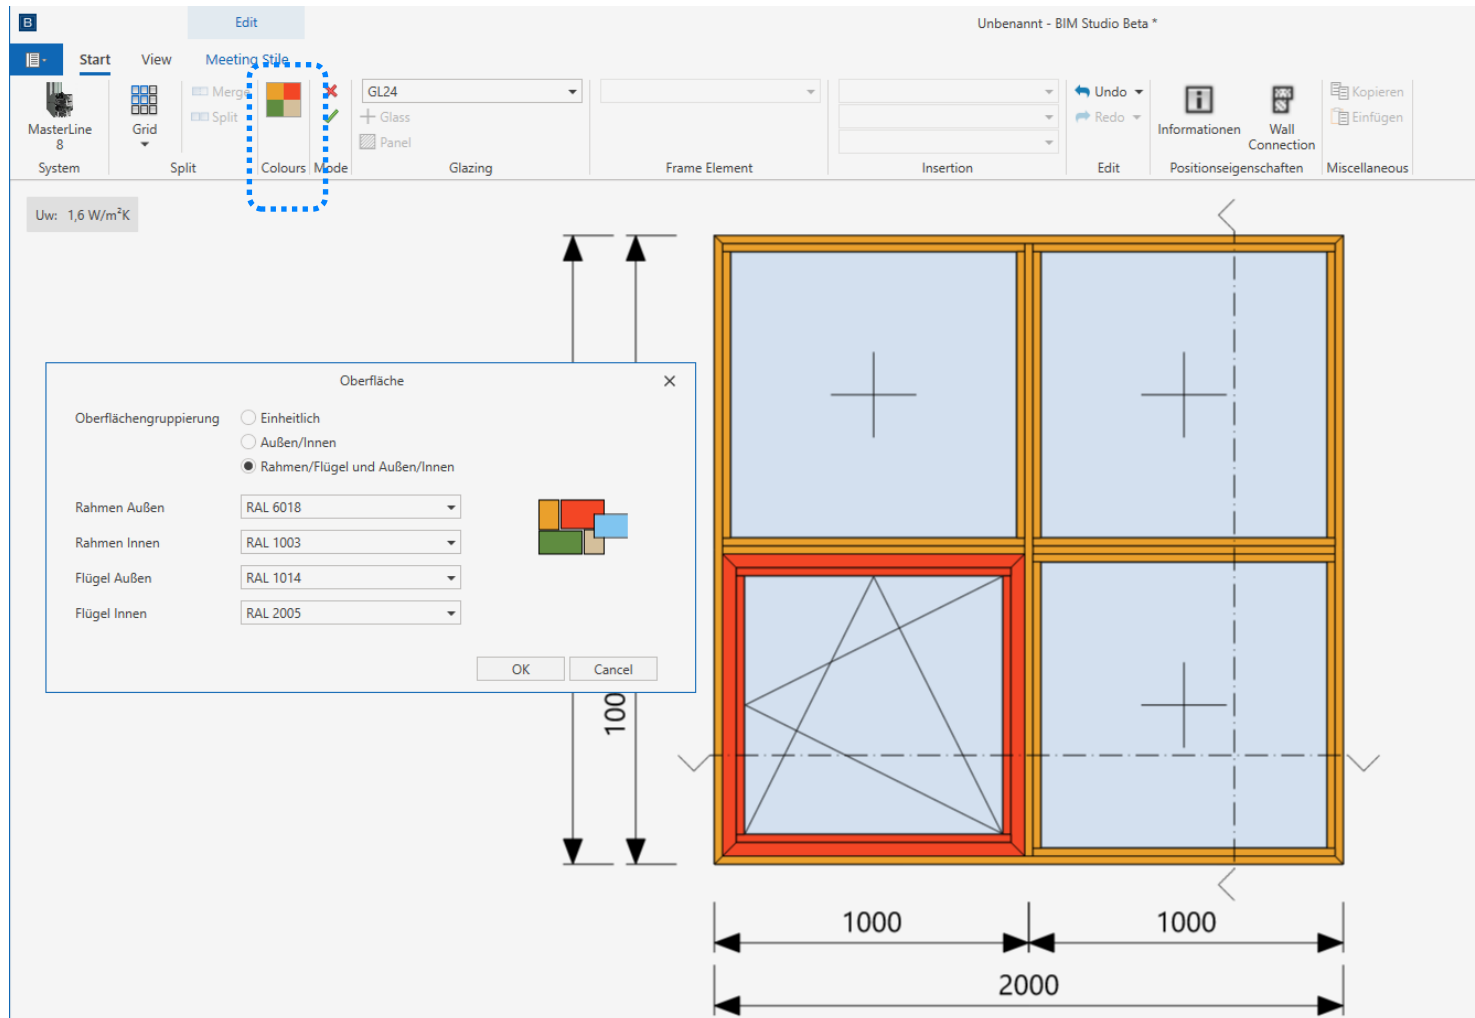 B
Edit
Unbenannt - BIM Studio Beta *
Start
View
Meeting Stile
MasterLine
8
Grid
Merge
Split
GL24
Glass
Panel
Undo
Redo
Informationen
Wall
Connection
Kopieren
Einfügen
System
Split
Colours
Mode
Glazing
Frame Element
Insertion
Edit
Positionseigenschaften
Miscellaneous
Uw: 1,6 W/m²K
Oberfläche
Oberflächengruppierung
Einheitlich
Außen/Innen
Rahmen/Flügel und Außen/Innen
Rahmen Außen RAL 6018
Rahmen Innen RAL 1003
Flügel Außen RAL 1014
Flügel Innen RAL 2005
OK
Cancel
100
1000
1000
2000